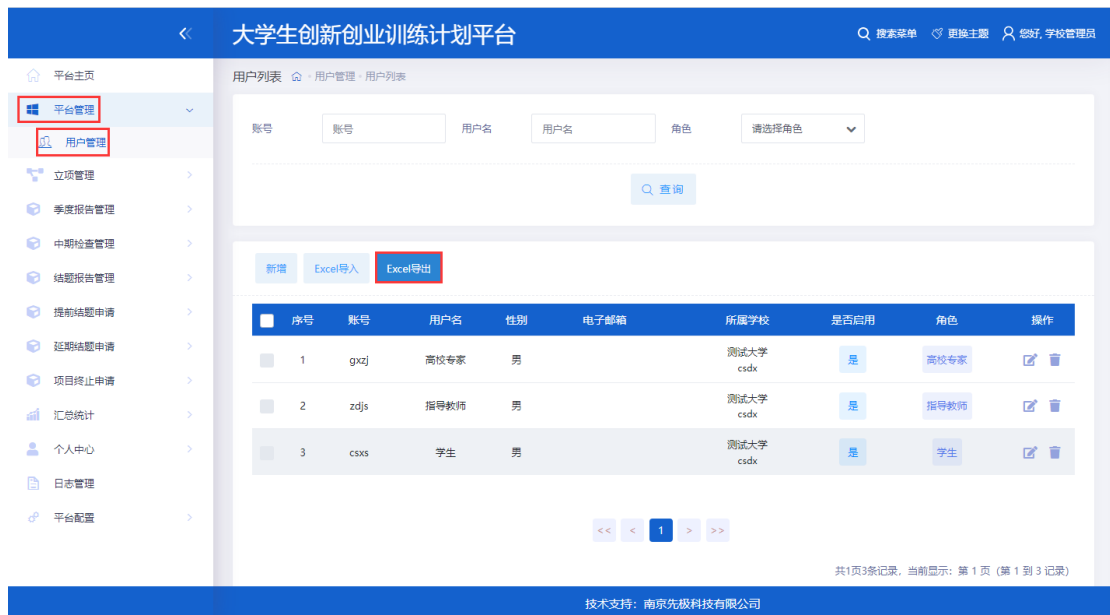 大学生创新创业训练计划平台
搜索菜单 更换主题 您好, 学校管理员
平台主页
平台管理
用户管理
立项管理
季度报告管理
中期检查管理
结题报告管理
提前结题申请
延期结题申请
项目终止申请
汇总统计
个人中心
日志管理
平台配置
用户列表 - 用户管理 - 用户列表
账号 账号 用户名 用户名 角色 请选择角色
查询
新增 Excel导入 Excel导出
序号 账号 用户名 性别 电子邮箱 所属学校 是否启用 角色 操作
1 gxzj 高校专家 男 测试大学 是 高校专家
csdx
2 zdjs 指导教师 男 测试大学 是 指导教师
csdx
3 csxs 学生 男 测试大学 是 学生
csdx
<< < 1 > >>
共1页3条记录, 当前显示: 第 1 页 (第 1 到 3 记录)
技术支持: 南京先极科技有限公司